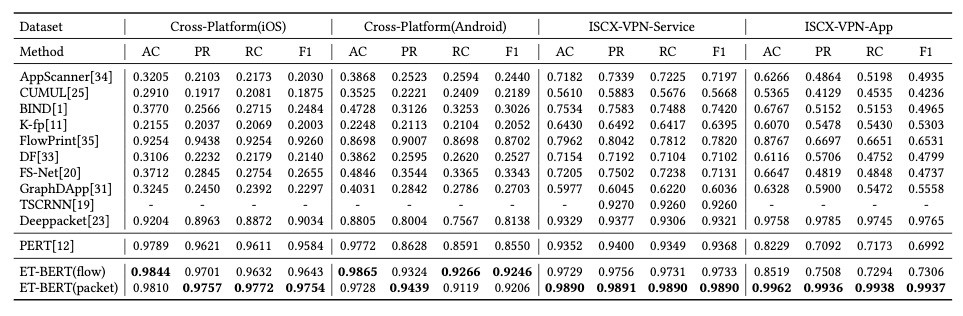 Dataset Cross-Platform(iOS) Cross-Platform(Android) ISCX-VPN-Service ISCX-VPN-App
Method AC PR RC F1 AC PR RC F1 AC PR RC F1 AC PR RC F1
AppScanner[34] 0.3205 0.2103 0.2173 0.2030 0.3868 0.2523 0.2594 0.2440 0.7182 0.7339 0.7225 0.7197 0.6266 0.4864 0.5198 0.4935
CUMUL[25] 0.2910 0.1917 0.2081 0.1875 0.3525 0.2221 0.2409 0.2189 0.5610 0.5883 0.5676 0.5668 0.5365 0.4129 0.4535 0.4236
BIND[1] 0.3770 0.2566 0.2715 0.2484 0.4728 0.3126 0.3253 0.3026 0.7534 0.7583 0.7488 0.7420 0.6767 0.5152 0.5153 0.4965
K-fp[11] 0.2155 0.2037 0.2069 0.2003 0.2248 0.2113 0.2104 0.2052 0.6430 0.6492 0.6417 0.6395 0.6070 0.5478 0.5430 0.5303
FlowPrint[35] 0.9254 0.9438 0.9254 0.9260 0.8698 0.9007 0.8698 0.8702 0.7962 0.8042 0.7812 0.7820 0.8767 0.6697 0.6651 0.6531
DF[33] 0.3106 0.2232 0.2179 0.2140 0.3862 0.2595 0.2620 0.2527 0.7154 0.7192 0.7104 0.7102 0.6116 0.5706 0.4752 0.4799
FS-Net[20] 0.3712 0.2845 0.2754 0.2655 0.4846 0.3544 0.3365 0.3343 0.7205 0.7502 0.7238 0.7131 0.6647 0.4819 0.4848 0.4737
GraphDApp[31] 0.3245 0.2450 0.2392 0.2297 0.4031 0.2842 0.2786 0.2703 0.5977 0.6045 0.6220 0.6036 0.6328 0.5900 0.5472 0.5558
TSCRNN[19] - - - - - - - - - 0.9270 0.9260 0.9260 - - - -
Deeppacket[23] 0.9204 0.8963 0.8872 0.9034 0.8805 0.8004 0.7567 0.8138 0.9329 0.9377 0.9306 0.9321 0.9758 0.9785 0.9745 0.9765
PERT[12] 0.9789 0.9621 0.9611 0.9584 0.9772 0.8628 0.8591 0.8550 0.9352 0.9400 0.9349 0.9368 0.8229 0.7092 0.7173 0.6992
ET-BERT(flow) 0.9844 0.9701 0.9632 0.9643 0.9865 0.9324 0.9266 0.9246 0.9729 0.9756 0.9731 0.9733 0.8519 0.7508 0.7294 0.7306
ET-BERT(packet) 0.9810 0.9757 0.9772 0.9754 0.9728 0.9439 0.9119 0.9206 0.9890 0.9891 0.9890 0.9890 0.9962 0.9936 0.9938 0.9937